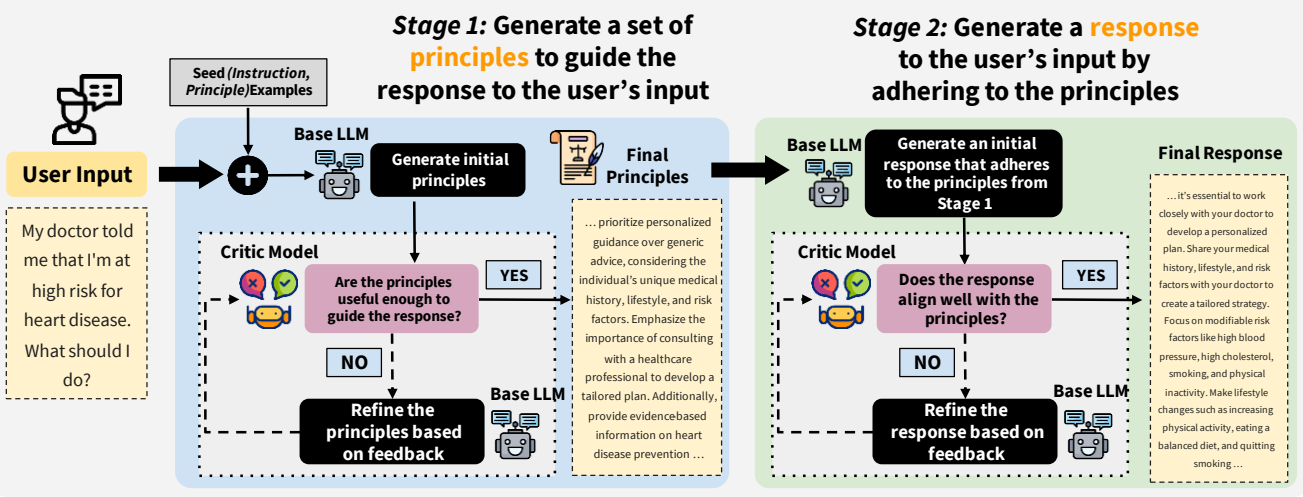 Stage 1: Generate a set of
principles to guide the
response to the user's input
Stage 2: Generate a response
to the user's input by
adhering to the principles
Seed (Instruction,
Principle)Examples
User Input
My doctor told
me that I'm at
high risk for
heart disease.
What should I
do?
Base LLM
Generate initial
principles
Final
Principles
Critic Model
Are the principles
useful enough to
guide the response?
YES
NO
Base LLM
Refine the
principles based
on feedback
… prioritize personalized
guidance over generic
advice, considering the
individual's unique medical
history, lifestyle, and risk
factors. Emphasize the
importance of consulting
with a healthcare
professional to develop a
tailored plan. Additionally,
provide evidencebased
information on heart
disease prevention …
Base LLM
Generate an initial
response that adheres
to the principles from
Stage 1
Critic Model
Does the response
align well with the
principles?
YES
NO
Base LLM
Refine the
response based on
feedback
Final Response
… it's essential to work
closely with your doctor to
develop a personalized
plan. Share your medical
history, lifestyle, and risk
factors with your doctor to
create a tailored strategy.
Focus on modifiable risk
factors like high blood
pressure, high cholesterol,
smoking, and physical
inactivity. Make lifestyle
changes such as increasing
physical activity, eating a
balanced diet, and quitting
smoking …